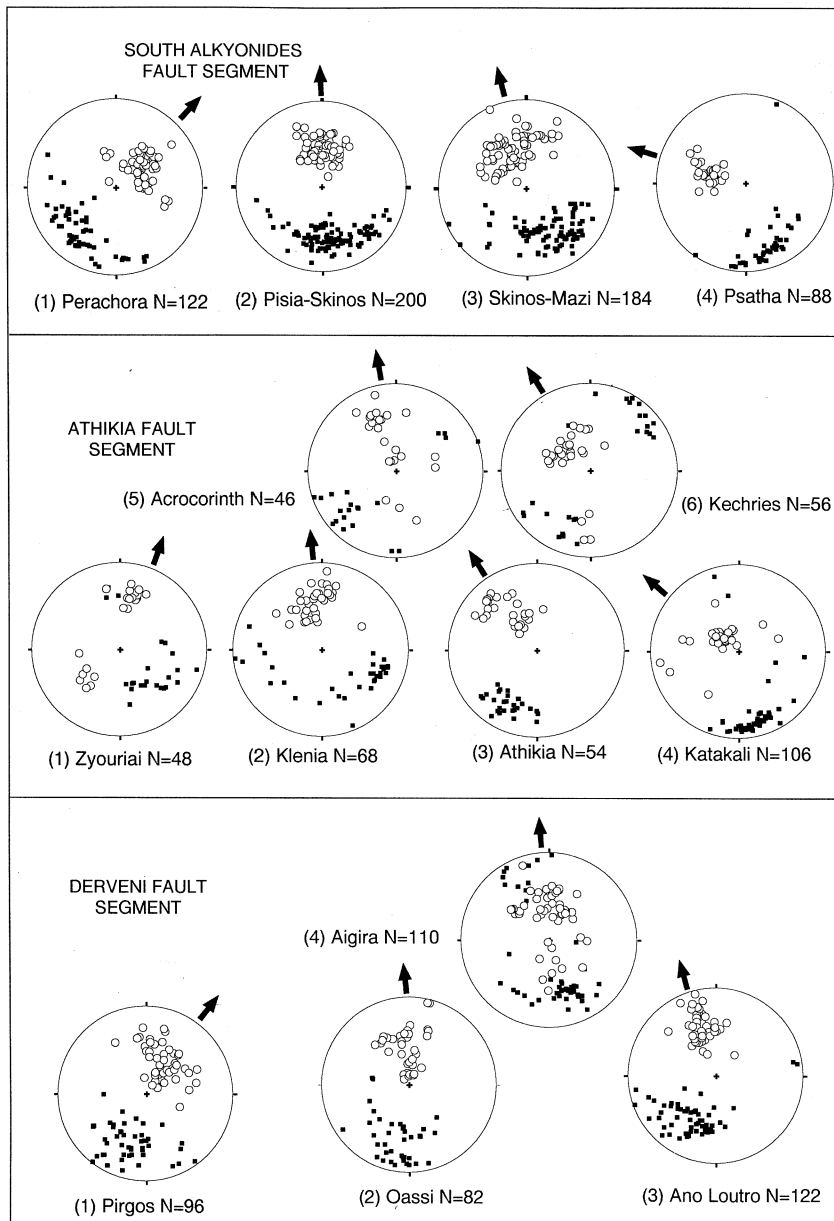 SOUTH ALKYONIDES
FAULT SEGMENT
(1) Perachora N=122
(2) Pisia-Skinos N=200
(3) Skinos-Mazi N=184
(4) Psatha N=88
ATHIKIA FAULT
SEGMENT
(5) Acrocorinth N=46
(6) Kechries N=56
(1) Zyouriai N=48
(2) Klenia N=68
(3) Athikia N=54
(4) Katakali N=106
DERVENI FAULT
SEGMENT
(4) Aigira N=110
(1) Pirgos N=96
(2) Oassi N=82
(3) Ano Loutro N=122